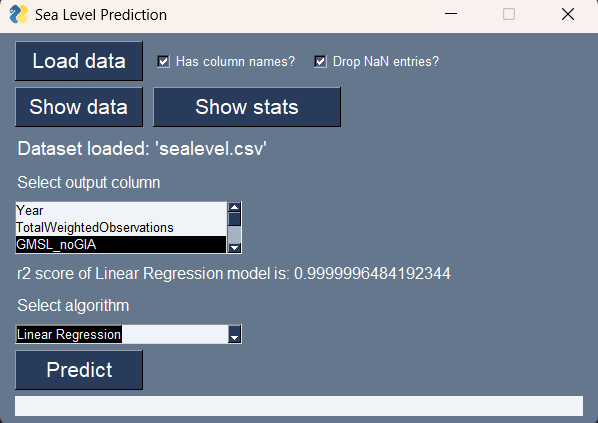 Sea Level Prediction
Load data Has column names? Drop NaN entries?
Show data Show stats
Dataset loaded: 'sealevel.csv'
Select output column
Year
TotalWeightedObservations
GMSL_noGIA
r2 score of Linear Regression model is: 0.9999996484192344
Select algorithm
Linear Regression
Predict